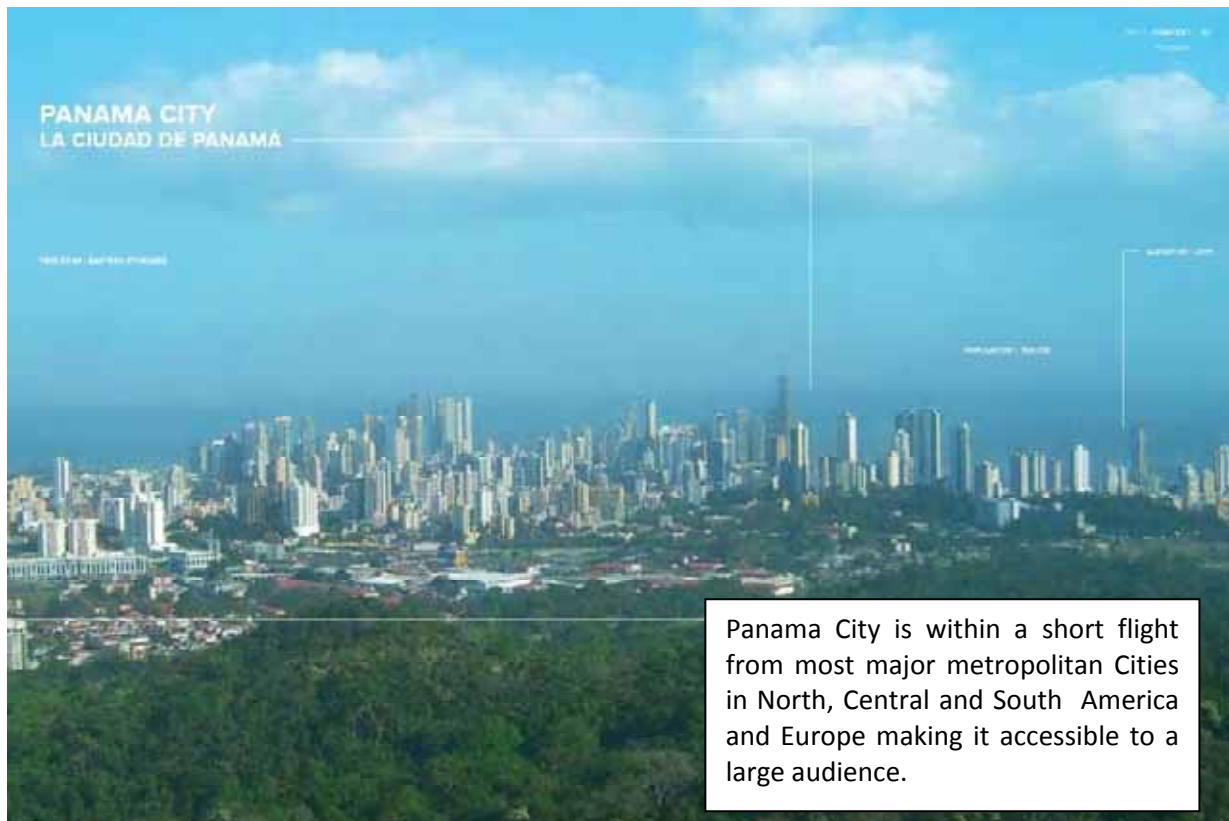 PANAMA CITY
LA CIUDAD DE PANAMÁ
Panama City is within a short flight
from most major metropolitan Cities
in North, Central and South America
and Europe making it accessible to a
large audience.